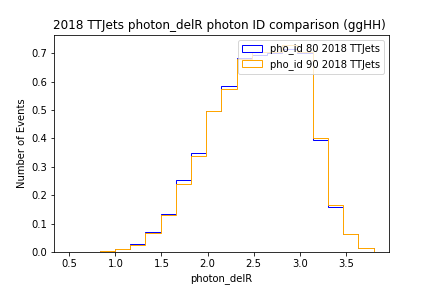 2018 TTJets photon_delR photon ID comparison (ggHH)
pho_id 80 2018 TTJets
pho_id 90 2018 TTJets
Number of Events
0.7
0.6
0.5
0.4
0.3
0.2
0.1
0.0
0.5 1.0 1.5 2.0 2.5 3.0 3.5
photon_delR